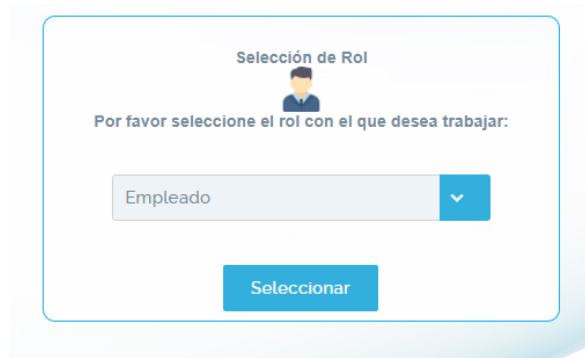 Selección de Rol
Por favor seleccione el rol con el que desea trabajar:
Empleado
Seleccionar